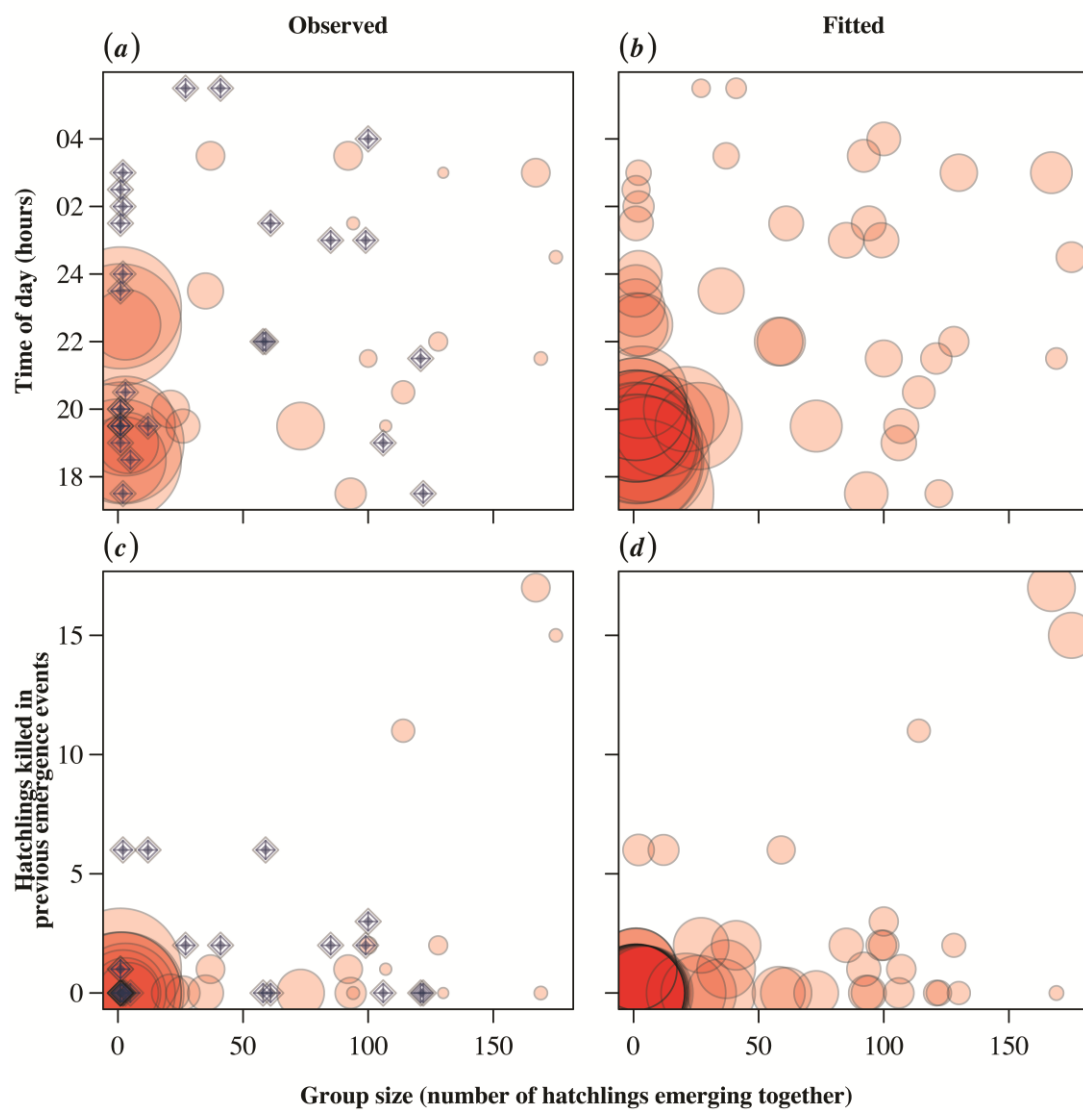 Observed
Fitted
(a)
(b)
04
02
24
22
20
18
Time of day (hours)
(c)
(d)
15
10
5
0
Hatchlings killed in
previous emergence events
0 50 100 150
0 50 100 150
Group size (number of hatchlings emerging together)